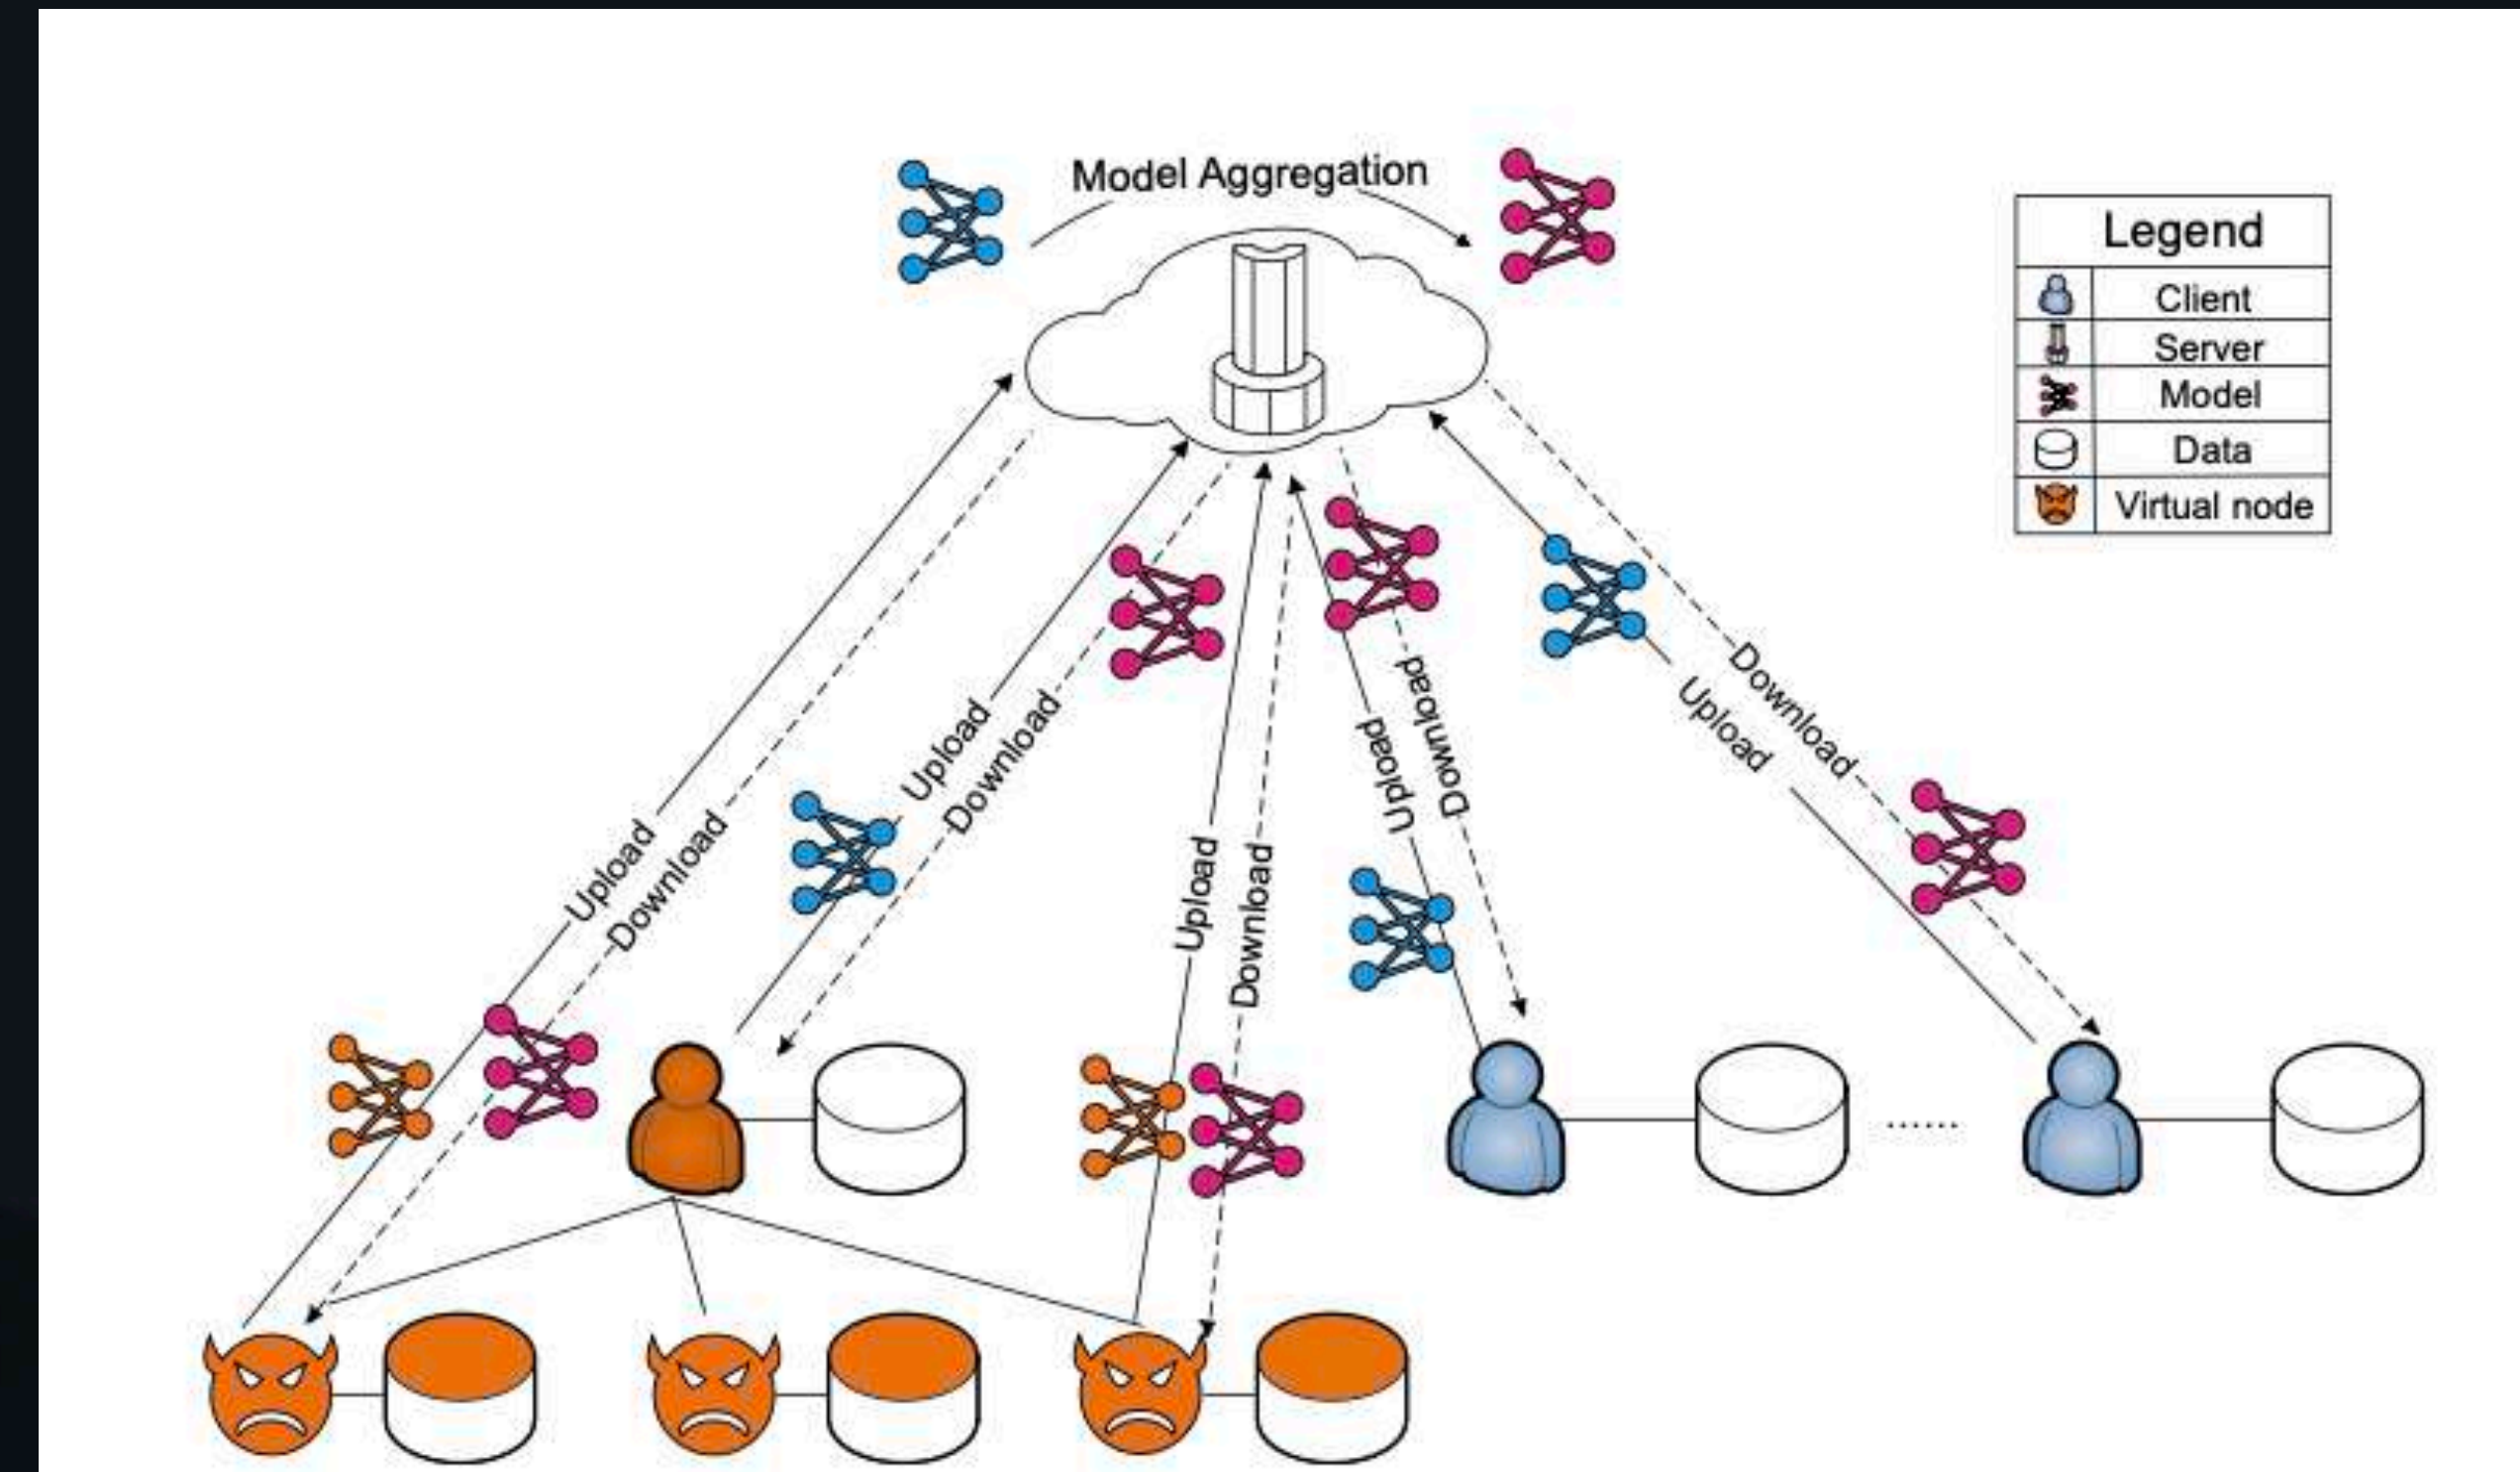 Model Aggregation
Legend
Client
Server
Model
Data
Virtual node
Upload
Download
Upload
Download
Upload
Download
Upload
Download
Upload
Download
......